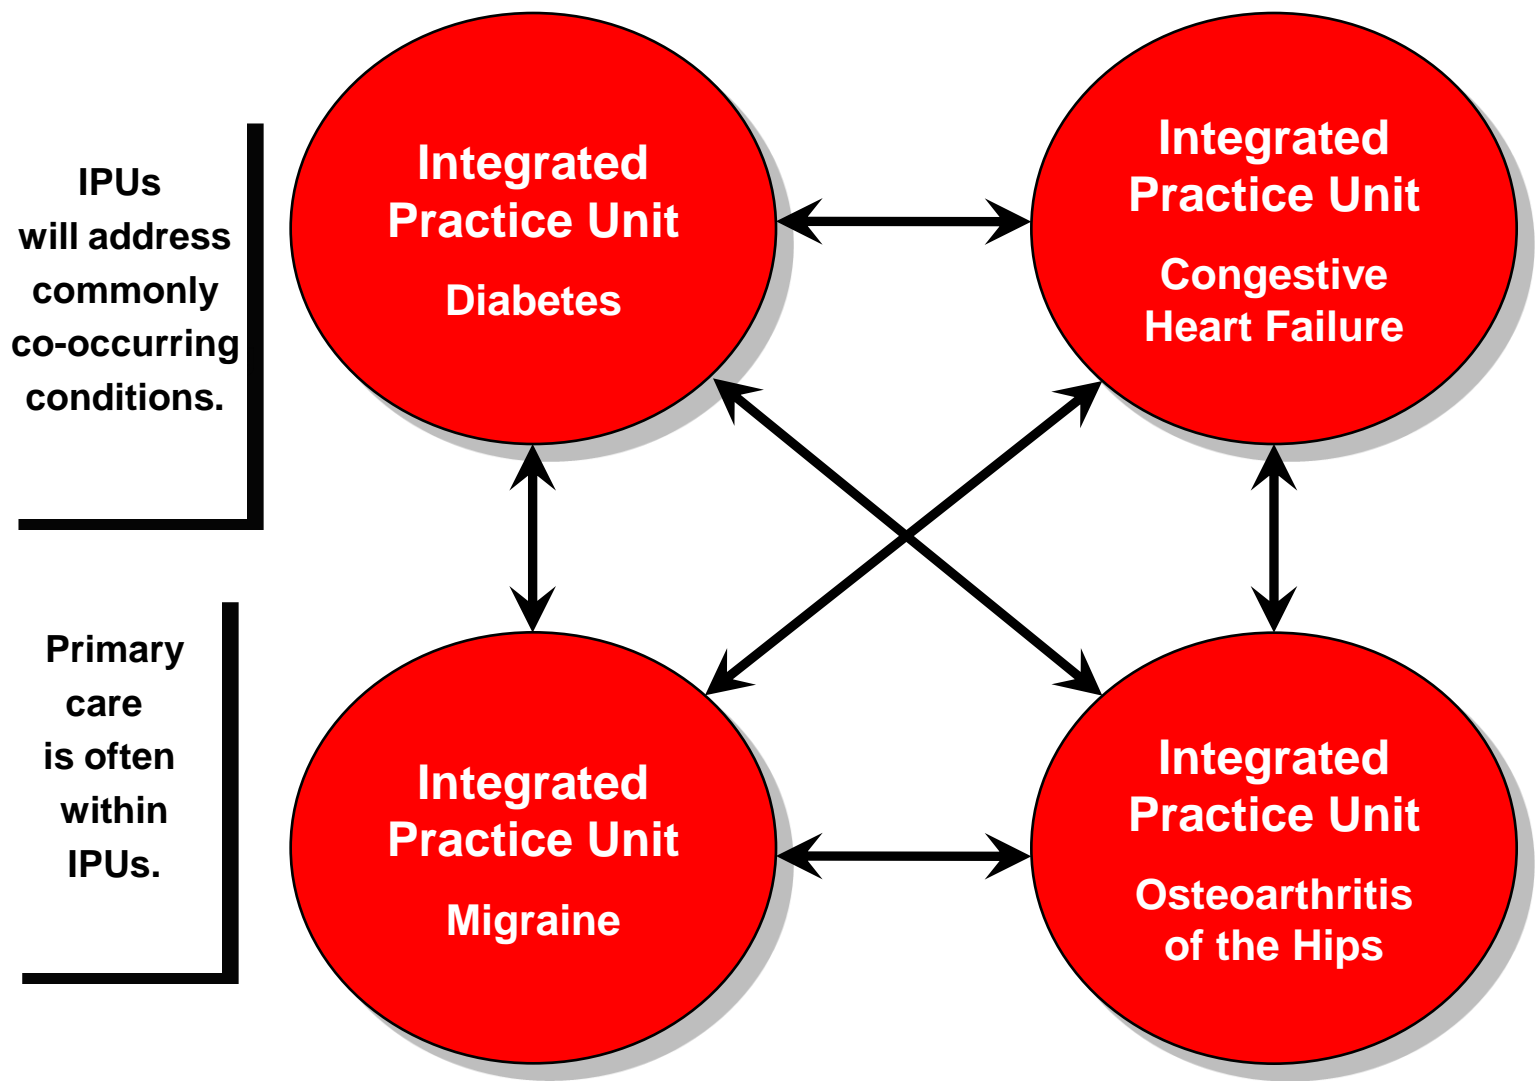 IPUs
will address
commonly
co-occurring
conditions.
Primary
care
is often
within
IPUs.
Integrated
Practice Unit
Diabetes
Integrated
Practice Unit
Congestive
Heart Failure
Integrated
Practice Unit
Migraine
Integrated
Practice Unit
Osteoarthritis
of the Hips